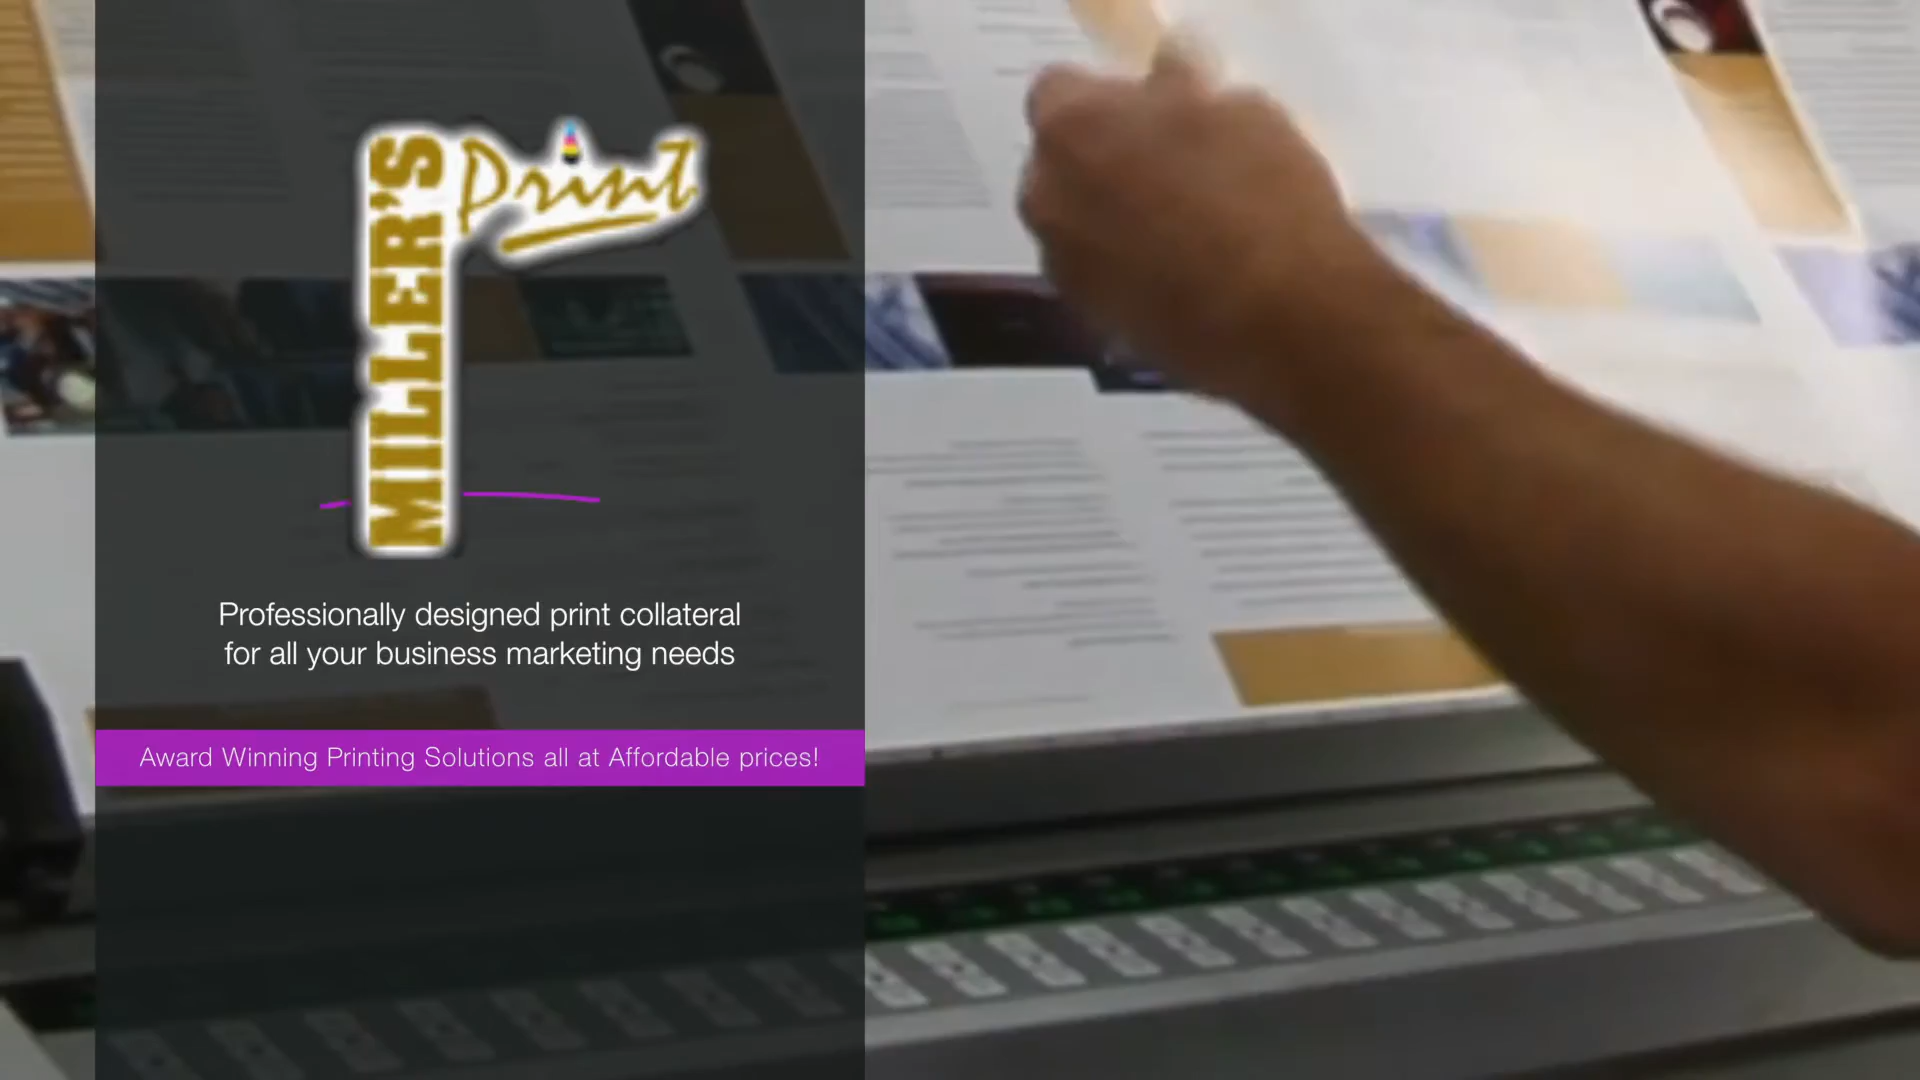 MILLER'S
Print
Professionally designed print collateral
for all your business marketing needs
Award Winning Printing Solutions all at Affordable prices!